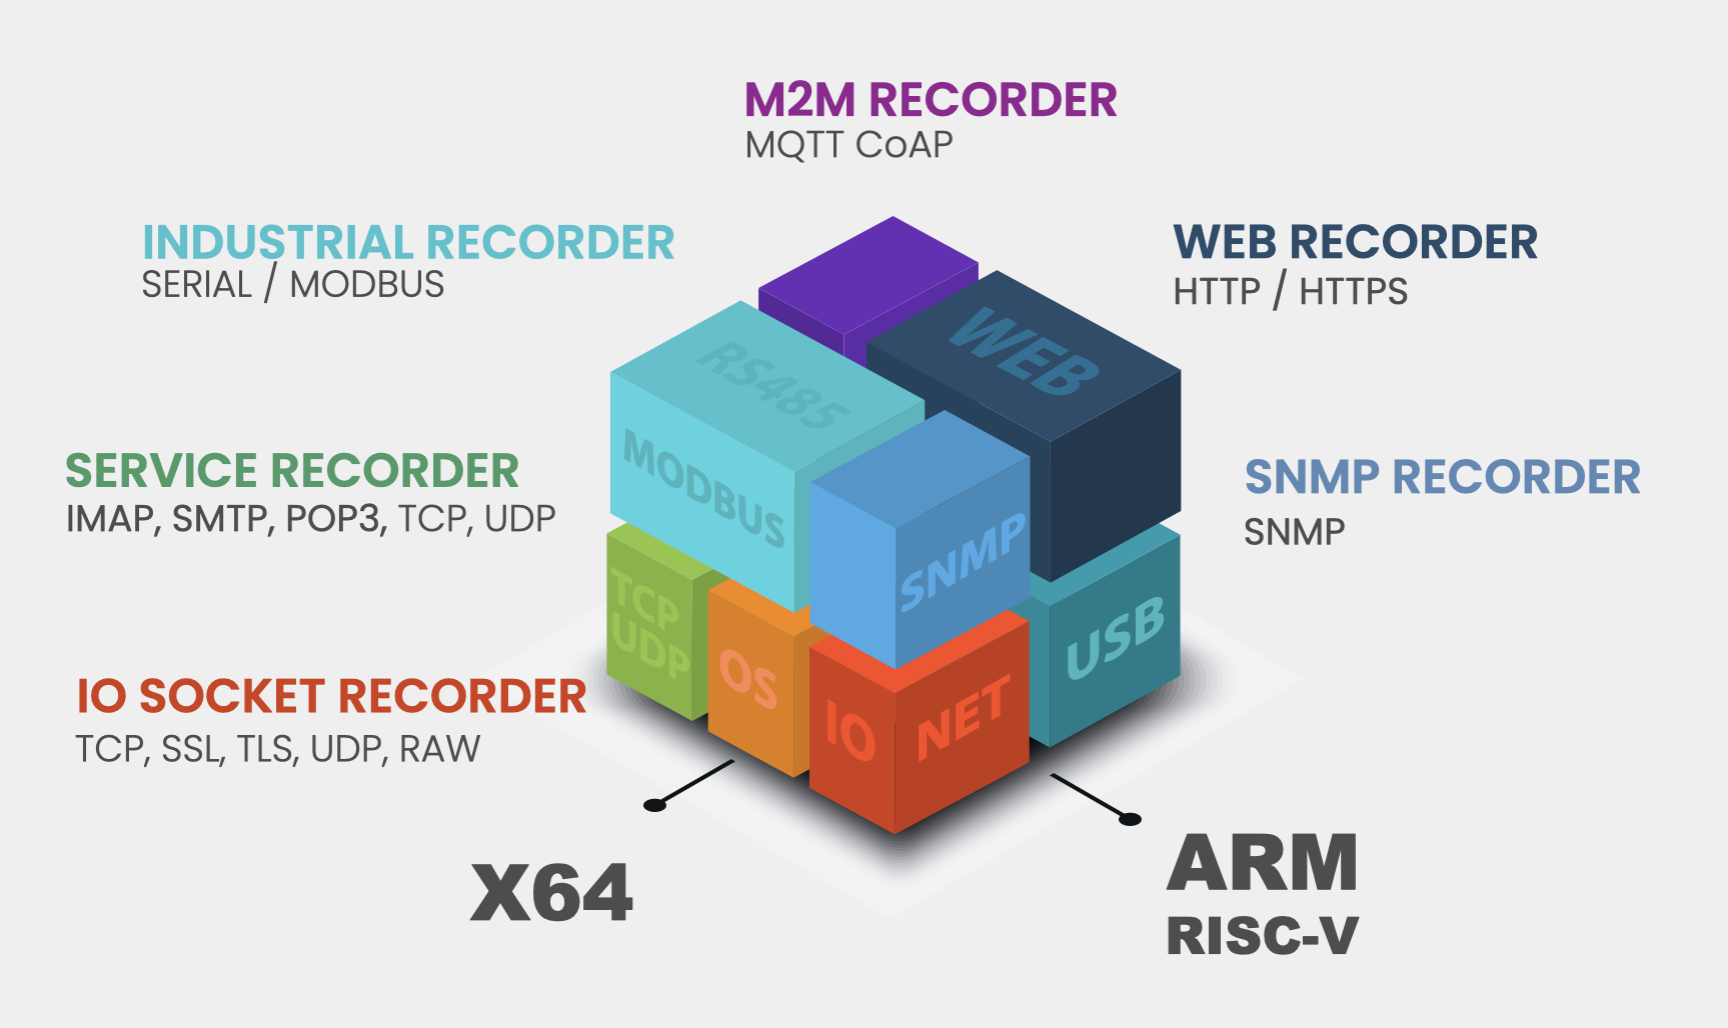 M2M RECORDER
MQTT CoAP
INDUSTRIAL RECORDER
SERIAL / MODBUS
WEB RECORDER
HTTP / HTTPS
SERVICE RECORDER
IMAP, SMTP, POP3, TCP, UDP
SNMP RECORDER
SNMP
IO SOCKET RECORDER
TCP, SSL, TLS, UDP, RAW
WEB
RS485
MODBUS
SNMP
TCP
UDP
OS
IO
NET
USB
X64
ARM
RISC-V